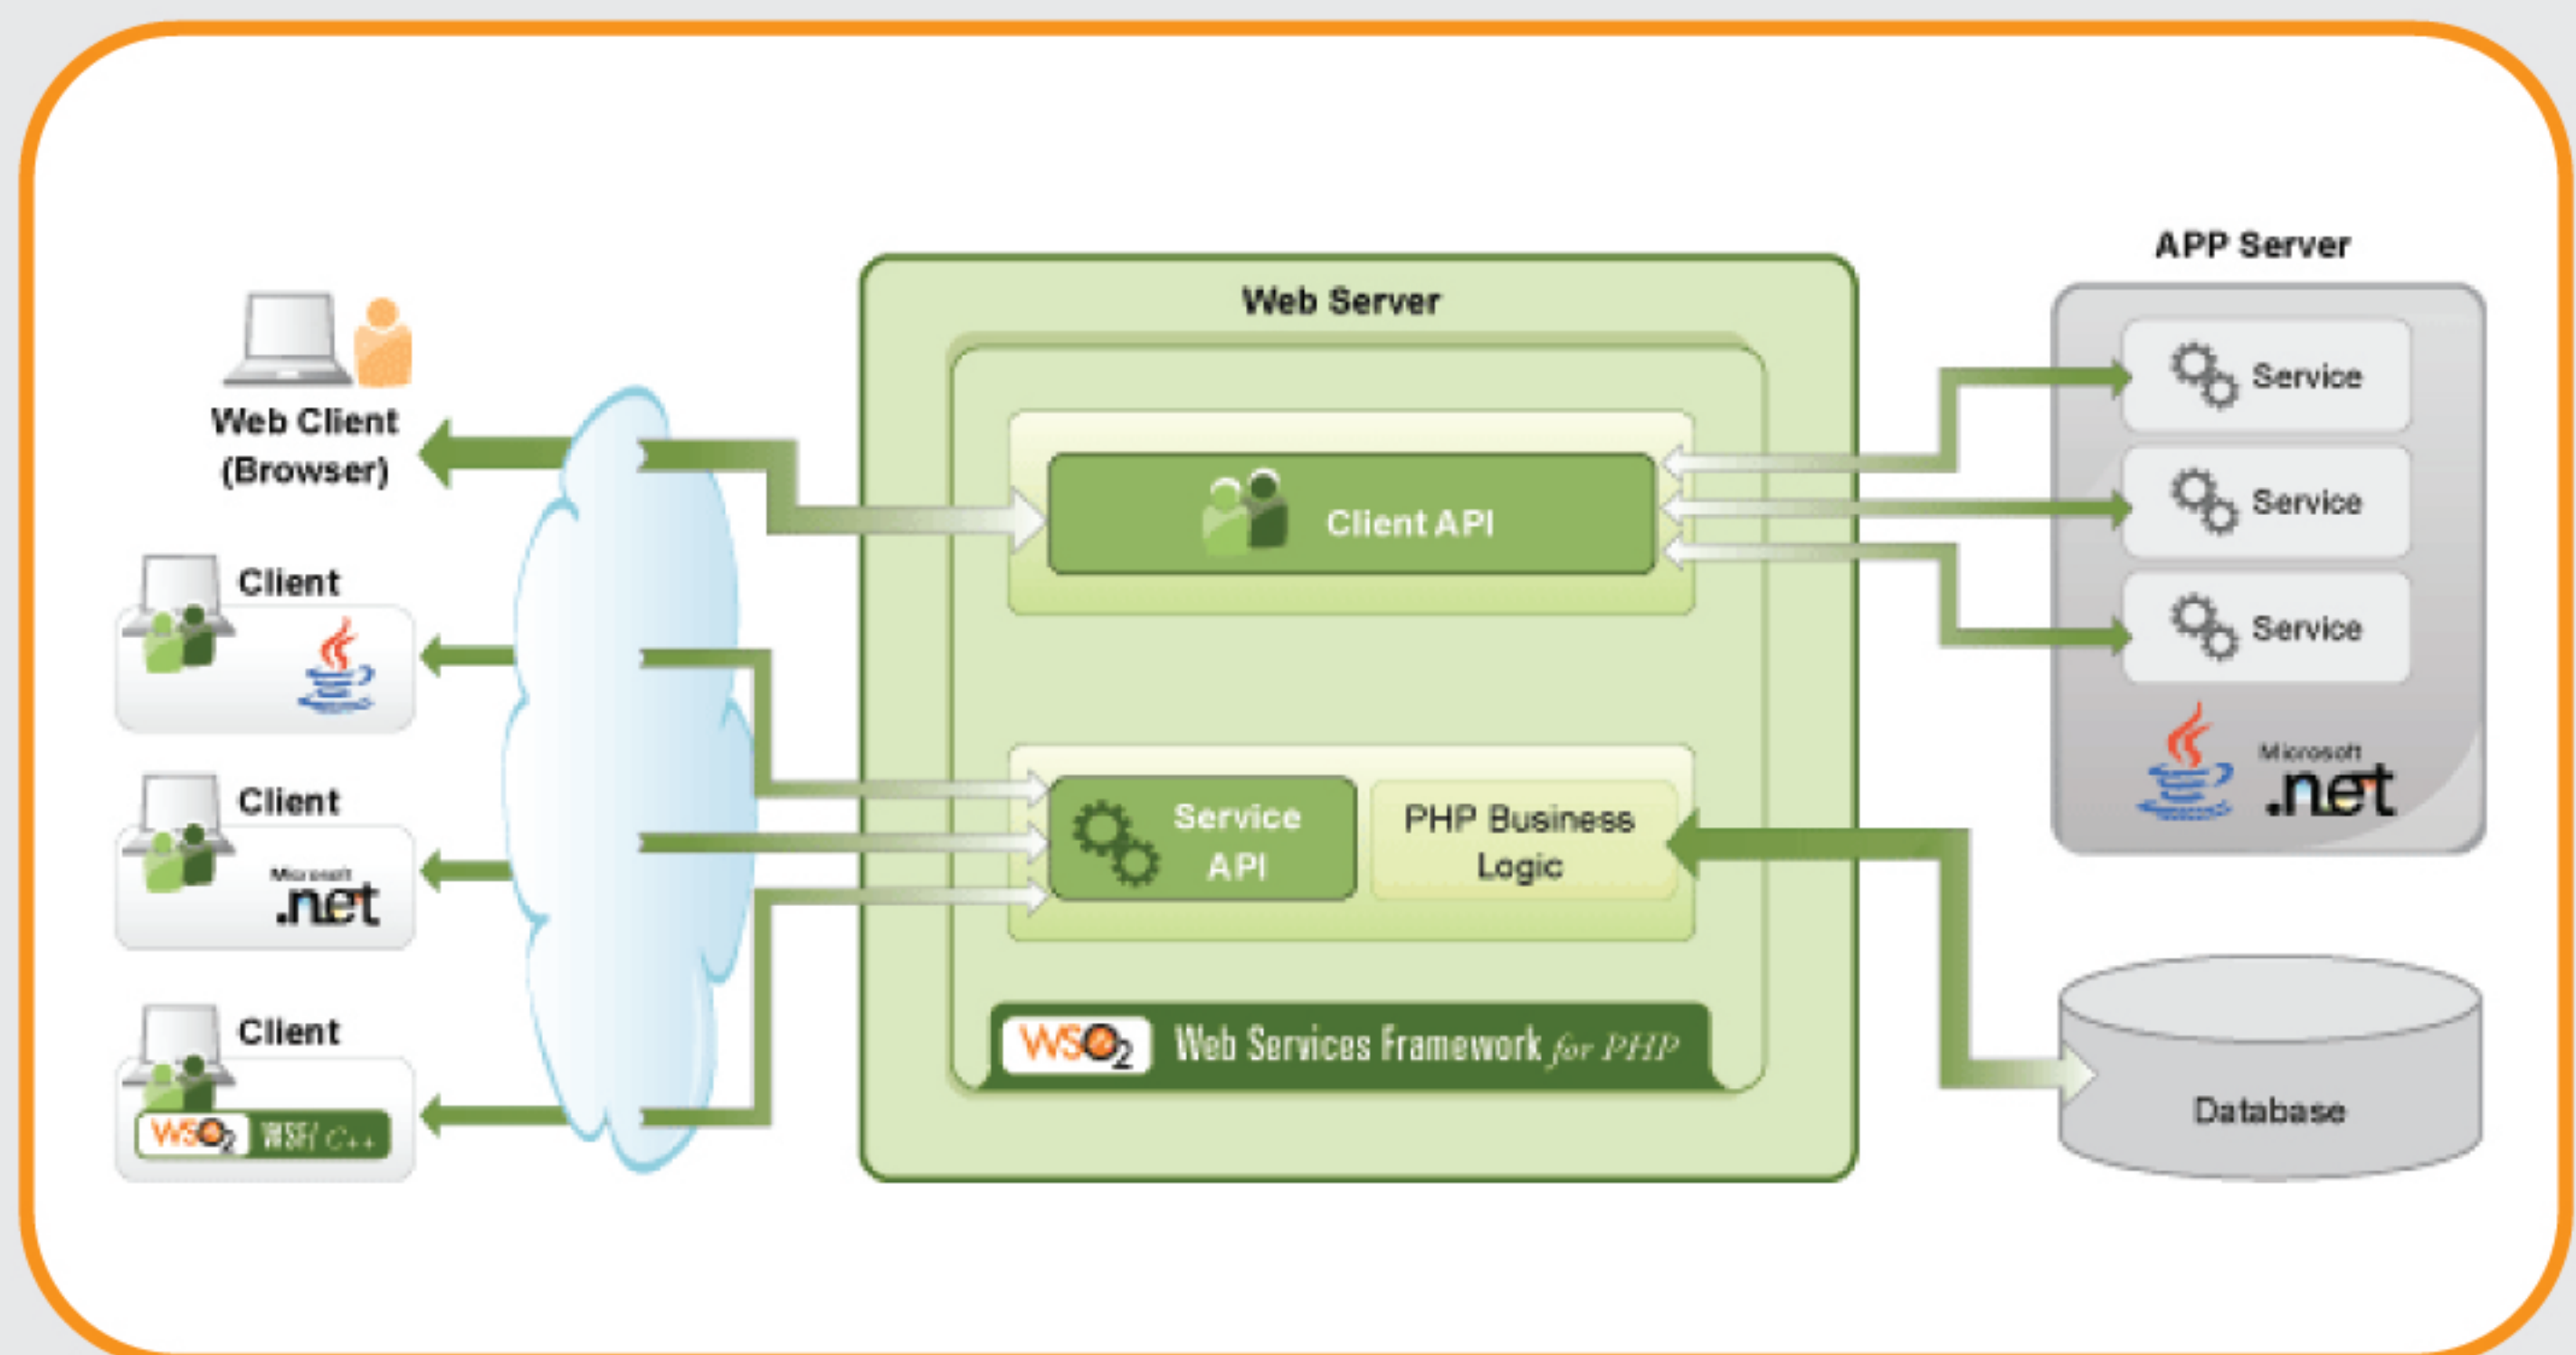 APP Server
Web Server
Web Client
(Browser)
Client API
Service
Service
Service
Microsoft
.net
Client
Client
Microsoft
.net
Client
WSO2 WSF/ C++
Service
API
PHP Business
Logic
WSO2 Web Services Framework for PHP
Database